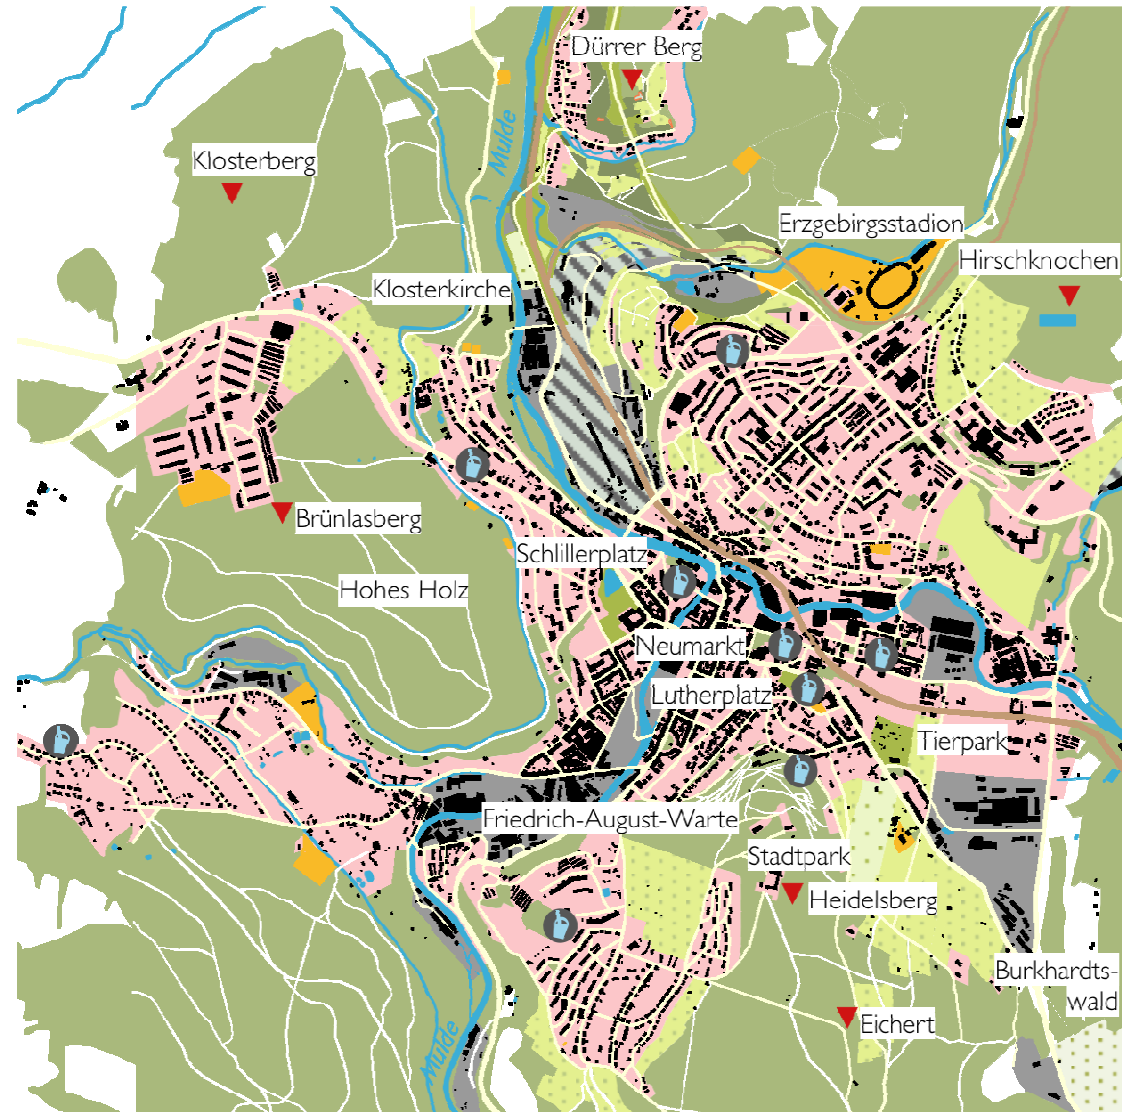 Dürrer Berg
Mulde
Klosterberg
Erzgebirgsstadion
Hirschknochen
Klosterkirche
Brünlasberg
Schlillerplatz
Hohes Holz
Neumarkt
Lutherplatz
Tierpark
Friedrich-August-Warte
Stadtpark
Heidelsberg
Burkhardts-
wald
Eichert
Mulde